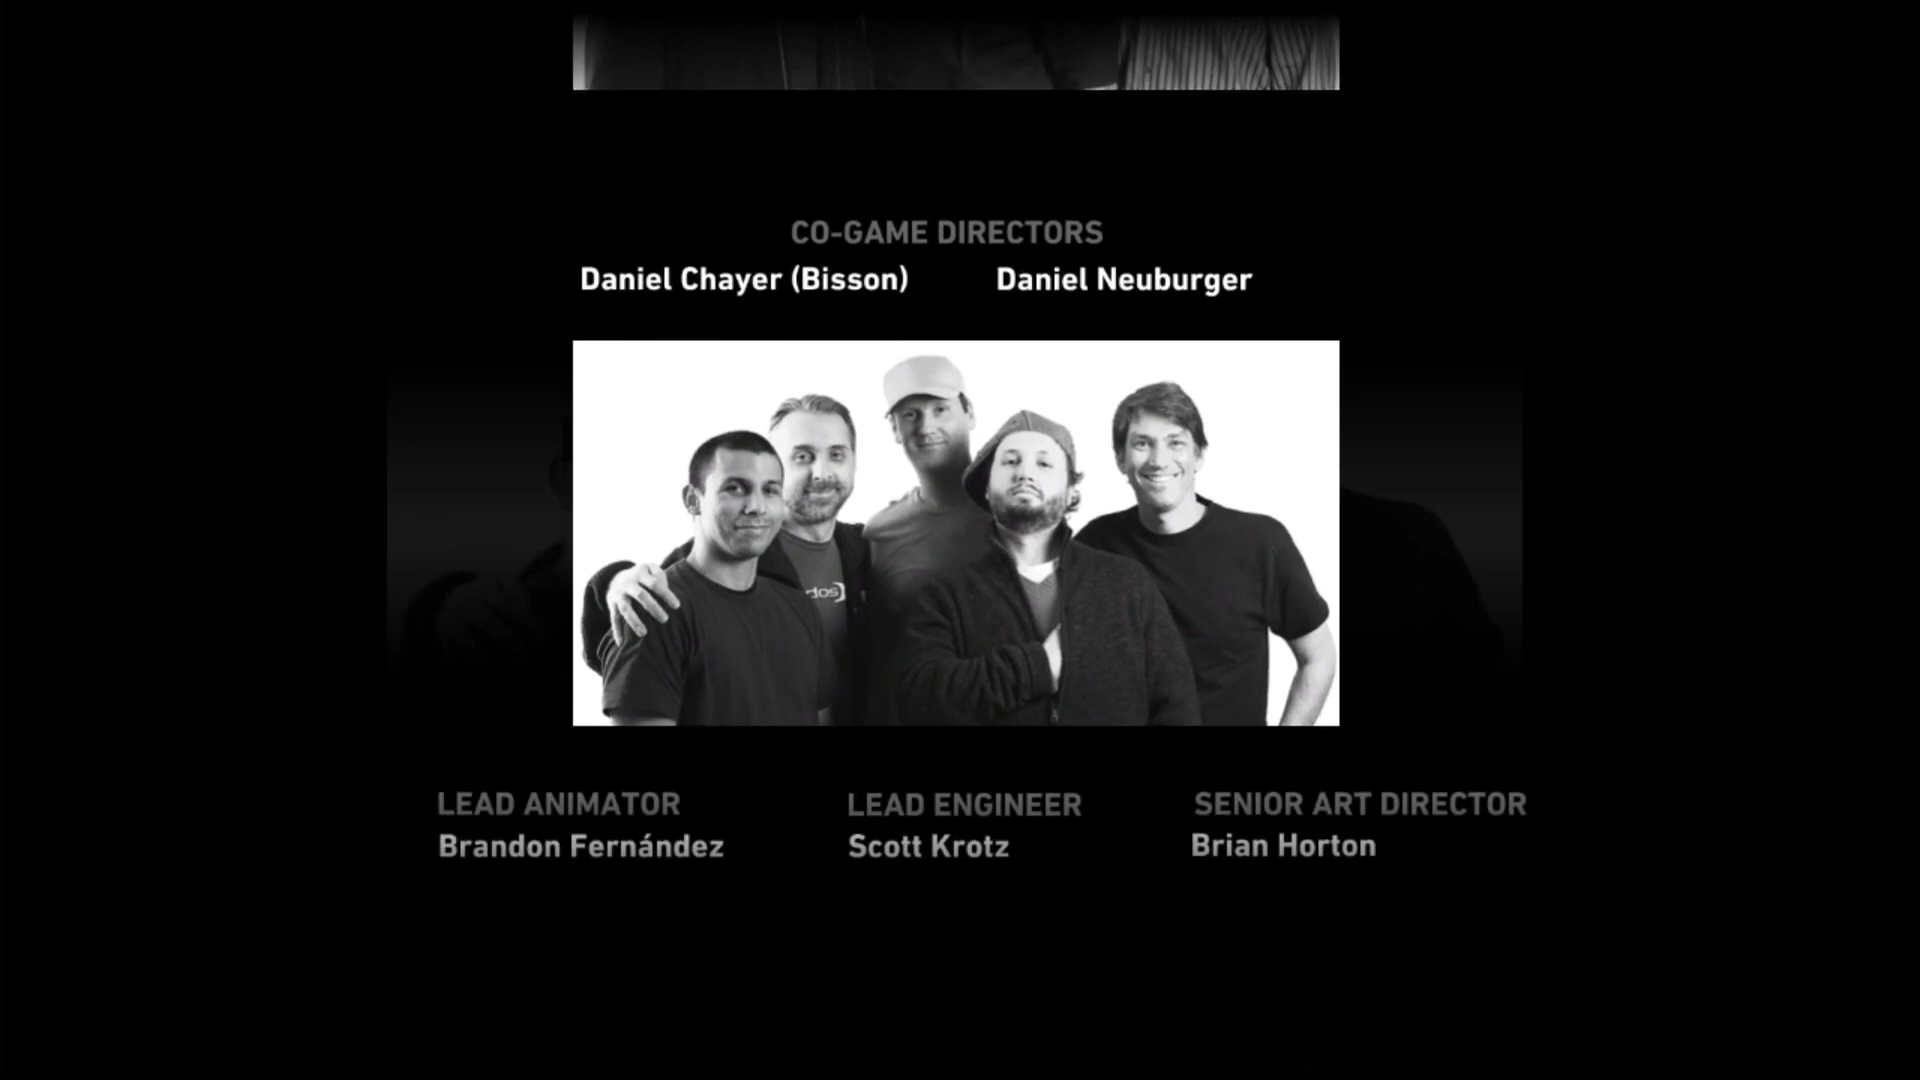 CO-GAME DIRECTORS
Daniel Chayer (Bisson) Daniel Neuburger
dos)
LEAD ANIMATOR LEAD ENGINEER SENIOR ART DIRECTOR
Brandon Fernández Scott Krotz Brian Horton